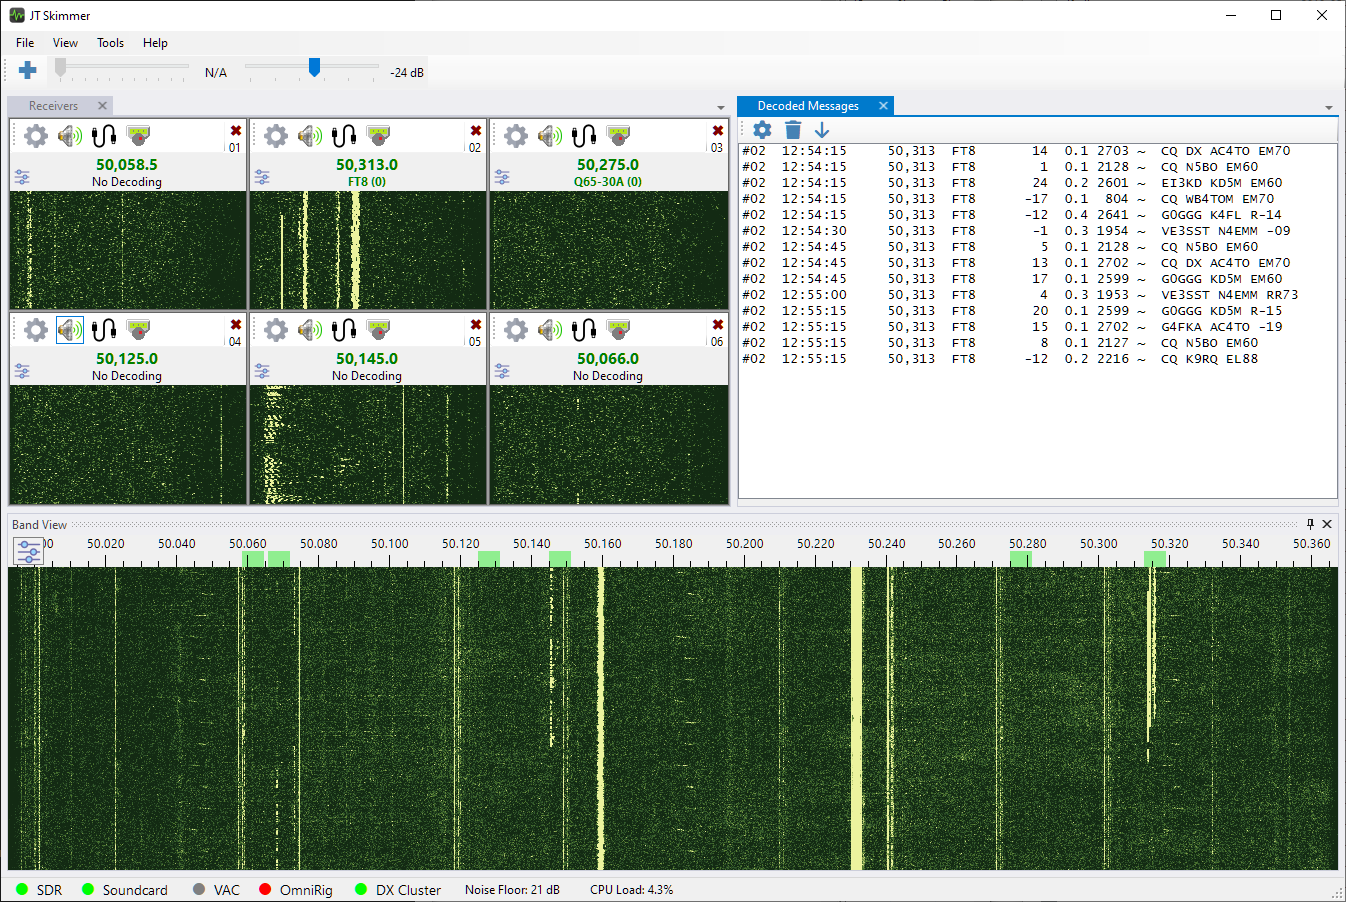 JT Skimmer
File View Tools Help
N/A -24 dB
Receivers
Decoded Messages
01
50,058.5
No Decoding
02
50,313.0
FT8 (0)
03
50,275.0
Q65-30A (0)
04
50,125.0
No Decoding
05
50,145.0
No Decoding
06
50,066.0
No Decoding
#02 12:54:15 50,313 FT8 14 0.1 2703 ~ CQ DX AC4TO EM70
#02 12:54:15 50,313 FT8 1 0.1 2128 ~ CQ N5BO EM60
#02 12:54:15 50,313 FT8 24 0.2 2601 ~ EI3KD KD5M EM60
#02 12:54:15 50,313 FT8 -17 0.1 804 ~ CQ WB4TOM EM70
#02 12:54:15 50,313 FT8 -12 0.4 2641 ~ G0GGG K4FL R-14
#02 12:54:30 50,313 FT8 -1 0.3 1954 ~ VE3SST N4EMM -09
#02 12:54:45 50,313 FT8 5 0.1 2128 ~ CQ N5BO EM60
#02 12:54:45 50,313 FT8 13 0.1 2702 ~ CQ DX AC4TO EM70
#02 12:54:45 50,313 FT8 17 0.1 2599 ~ G0GGG KD5M EM60
#02 12:55:00 50,313 FT8 4 0.3 1953 ~ VE3SST N4EMM RR73
#02 12:55:15 50,313 FT8 20 0.1 2599 ~ G0GGG KD5M R-15
#02 12:55:15 50,313 FT8 15 0.1 2702 ~ G4FKA AC4TO -19
#02 12:55:15 50,313 FT8 8 0.1 2127 ~ CQ N5BO EM60
#02 12:55:15 50,313 FT8 -12 0.2 2216 ~ CQ K9RQ EL88
Band View
00 50.020 50.040 50.060 50.080 50.100 50.120 50.140 50.160 50.180 50.200 50.220 50.240 50.260 50.280 50.300 50.320 50.340 50.360
SDR Soundcard VAC OmniRig DX Cluster Noise Floor: 21 dB CPU Load: 4.3%